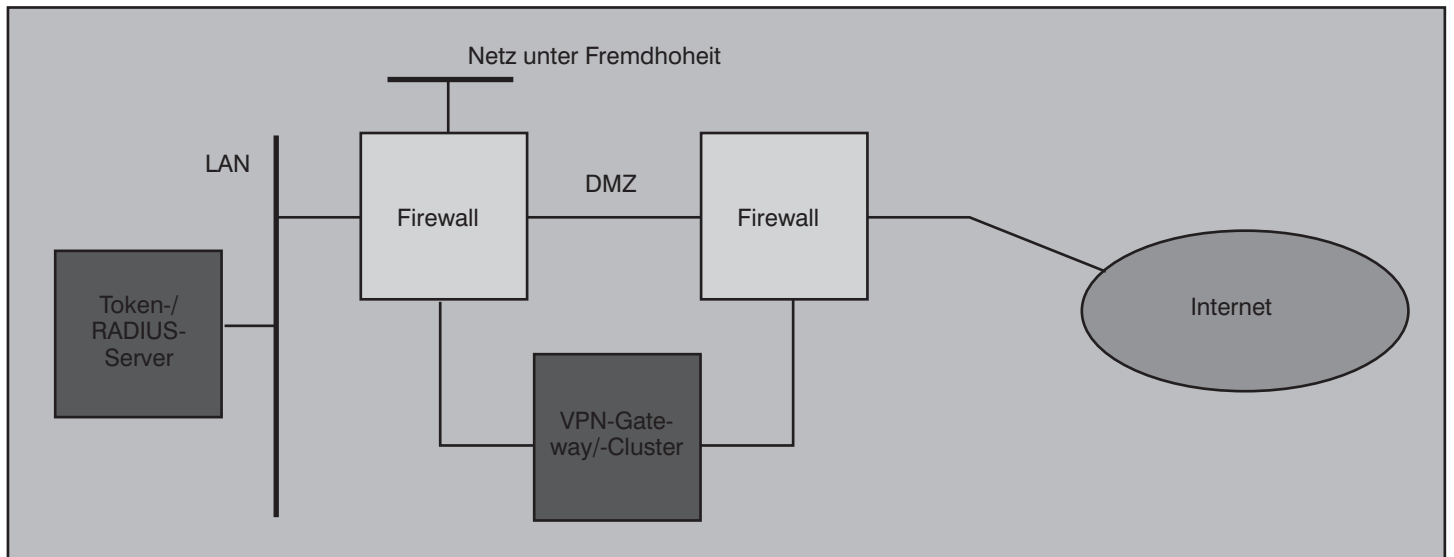 Netz unter Fremdhoheit
LAN
DMZ
Firewall
Firewall
Token-/
RADIUS-
Server
Internet
VPN-Gate-
way/-Cluster